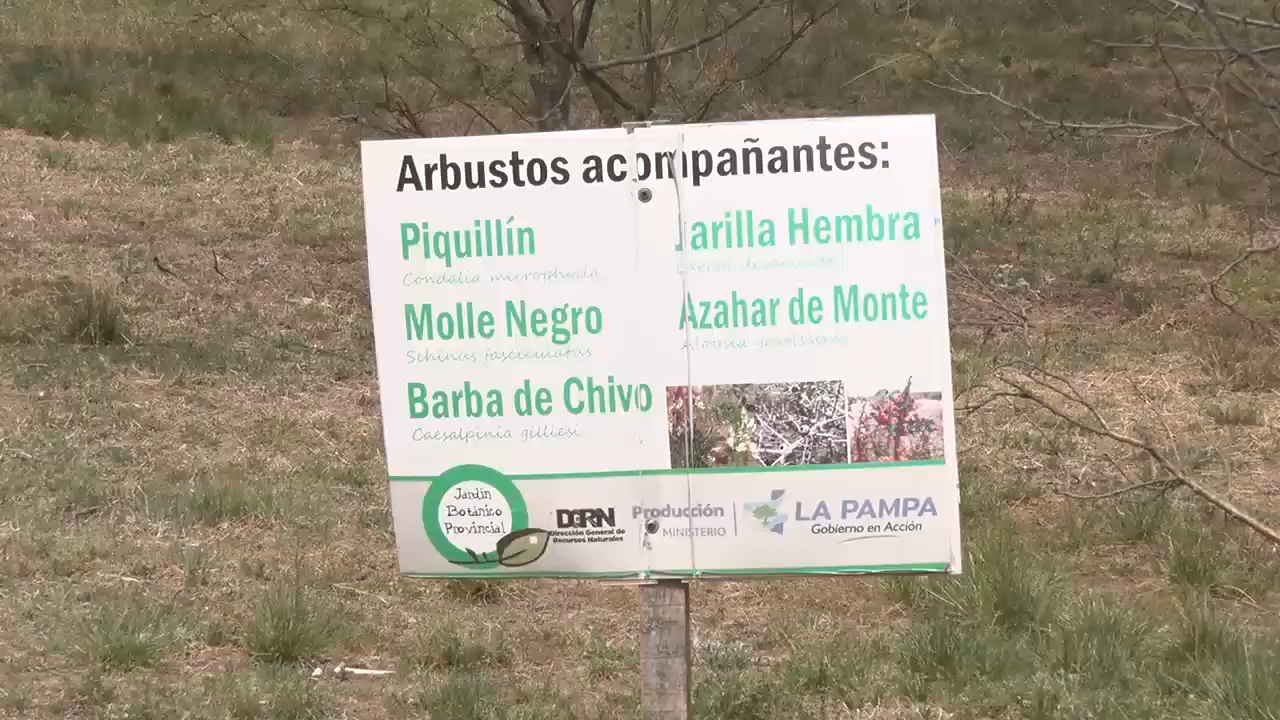 Arbustos acompañantes:
Piquillín
Condalia microphylla
Molle Negro
Schinus fasciculatus
Barba de Chivo
Caesalpinia gilliesi
Jarilla Hembra
Azahar de Monte
Jardín
Botánico
Provincial
DGRN
Dirección General de
Recursos Naturales
Producción
MINISTERIO
LA PAMPA
Gobierno en Acción